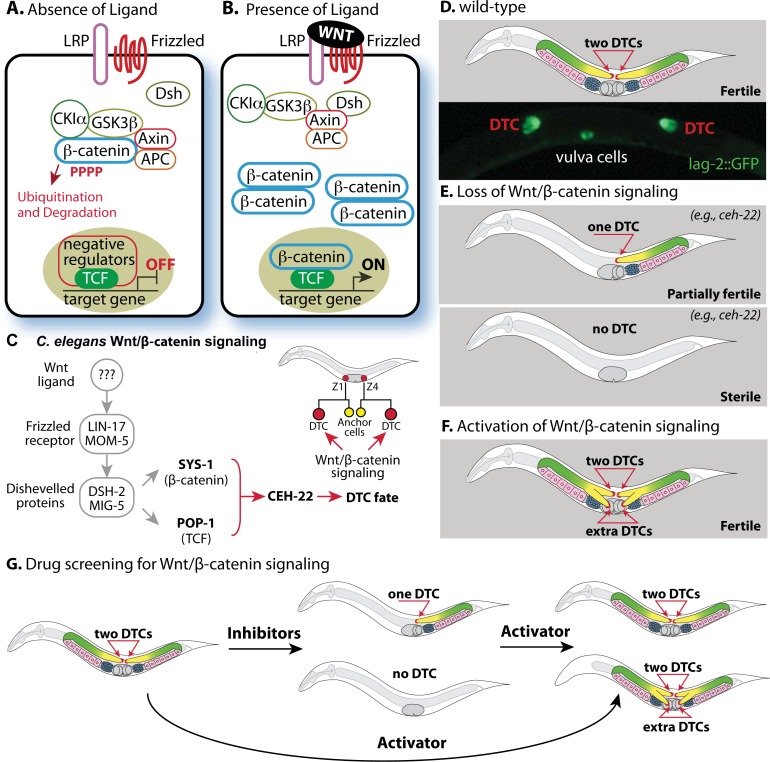 A. Absence of Ligand
LRP
Frizzled
Dsh
CKIα
GSK3β
Axin
β-catenin
APC
PPPP
Ubiquitination
and Degradation
negative
regulators
TCF
OFF
target gene
B. Presence of Ligand
WNT
LRP
Frizzled
CKIα
GSK3β
Dsh
Axin
APC
β-catenin
β-catenin
β-catenin
β-catenin
β-catenin
TCF
ON
target gene
C
C. elegans Wnt/β-catenin signaling
Wnt
ligand
???
Frizzled
receptor
LIN-17
MOM-5
Dishevelled
proteins
DSH-2
MIG-5
SYS-1
(β-catenin)
POP-1
(TCF)
CEH-22
DTC fate
Z1
Z4
DTC
Anchor
cells
DTC
Wnt/β-catenin
signaling
D. wild-type
two DTCs
Fertile
DTC
DTC
vulva cells
lag-2::GFP
E. Loss of Wnt/β-catenin signaling
(e.g., ceh-22)
one DTC
Partially fertile
(e.g., ceh-22)
no DTC
Sterile
F. Activation of Wnt/β-catenin signaling
two DTCs
extra DTCs
Fertile
G. Drug screening for Wnt/β-catenin signaling
two DTCs
Inhibitors
one DTC
no DTC
Activator
two DTCs
two DTCs
extra DTCs
Activator